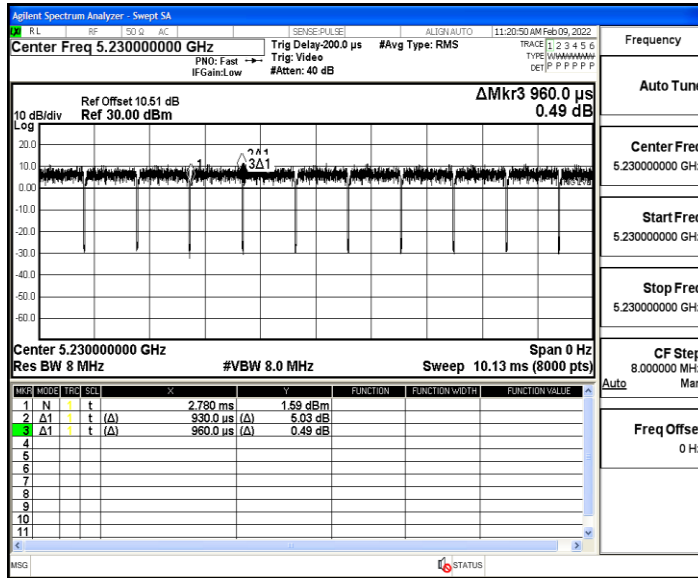 Agilent Spectrum Analyzer - Swept SA
RL RF 50 Ω AC SENSE:PULSE ALIGN AUTO 11:20:50 AM Feb 09, 2022
Center Freq 5.230000000 GHz
PNO: Fast
IFGain:Low
Trig Delay-200.0 µs
Trig: Video
#Atten: 40 dB
#Avg Type: RMS
TRACE 1 2 3 4 5 6
TYPE WWWWWW
DET P P P P P P
ΔMkr3 960.0 µs
0.49 dB
Ref Offset 10.51 dB
10 dB/div Ref 30.00 dBm
Log
20.0
10.0
0.00
-10.0
-20.0
-30.0
-40.0
-50.0
-60.0
1
2Δ1
3Δ1
Center 5.230000000 GHz Span 0 Hz
Res BW 8 MHz #VBW 8.0 MHz Sweep 10.13 ms (8000 pts)
MKR MODE TRC SCL X Y FUNCTION FUNCTION WIDTH FUNCTION VALUE
1 N 1 t 2.780 ms 1.59 dBm
2 Δ1 1 t (Δ) 930.0 µs (Δ) 5.03 dB
3 Δ1 1 t (Δ) 960.0 µs (Δ) 0.49 dB
4
5
6
7
8
9
10
11
MSG STATUS
Frequency
Auto Tune
Center Freq
5.230000000 GHz
Start Freq
5.230000000 GHz
Stop Freq
5.230000000 GHz
CF Step
8.000000 MHz
Auto Man
Freq Offset
0 Hz